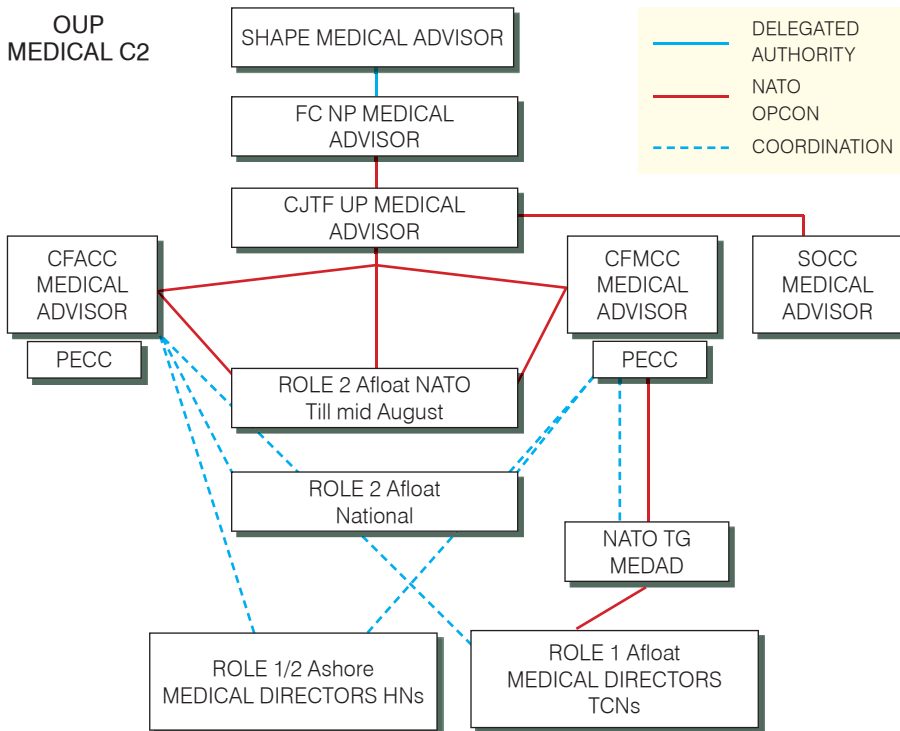 OUP
MEDICAL C2
SHAPE MEDICAL ADVISOR
DELEGATED
AUTHORITY
NATO
OPCON
COORDINATION
FC NP MEDICAL
ADVISOR
CJTF UP MEDICAL
ADVISOR
CFACC
MEDICAL
ADVISOR
PECC
CFMCC
MEDICAL
ADVISOR
PECC
SOCC
MEDICAL
ADVISOR
ROLE 2 Afloat NATO
Till mid August
ROLE 2 Afloat
National
NATO TG
MEDAD
ROLE 1/2 Ashore
MEDICAL DIRECTORS HNs
ROLE 1 Afloat
MEDICAL DIRECTORS
TCNs